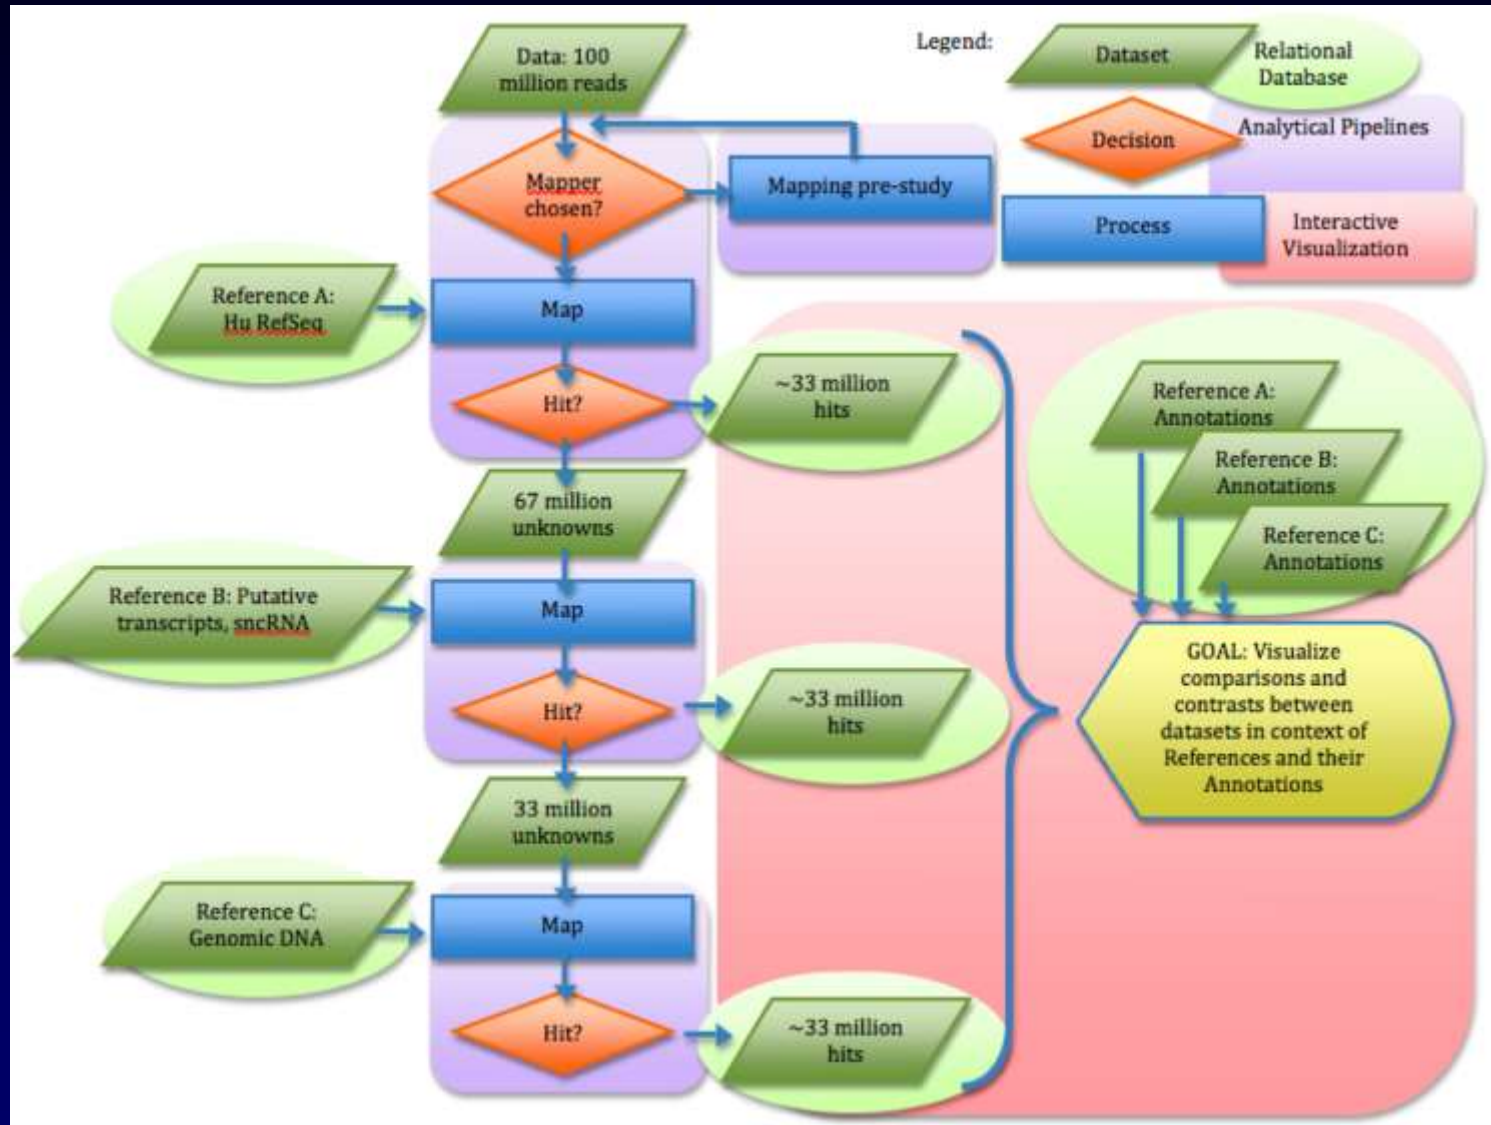 Data: 100
million reads
Legend:
Dataset
Relational
Database
Decision
Analytical Pipelines
Process
Interactive
Visualization
Mapper
chosen?
Mapping pre-study
Reference A:
Hu RefSeq
Map
Hit?
~33 million
hits
67 million
unknowns
Reference B: Putative
transcripts, sncRNA
Map
Hit?
~33 million
hits
33 million
unknowns
Reference C:
Genomic DNA
Map
Hit?
~33 million
hits
Reference A:
Annotations
Reference B:
Annotations
Reference C:
Annotations
GOAL: Visualize
comparisons and
contrasts between
datasets in context of
References and their
Annotations